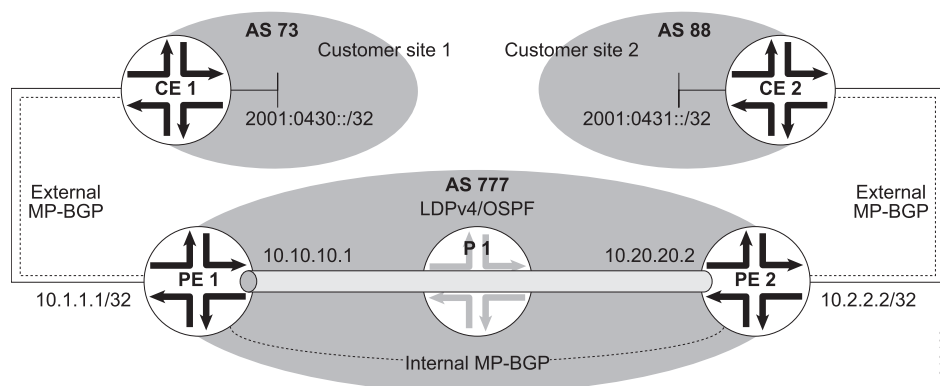 AS 73
Customer site 1
CE 1
2001:0430::/32
AS 88
Customer site 2
CE 2
2001:0431::/32
External
MP-BGP
External
MP-BGP
AS 777
LDPv4/OSPF
P 1
10.10.10.1
10.20.20.2
PE 1
PE 2
10.1.1.1/32
10.2.2.2/32
Internal MP-BGP